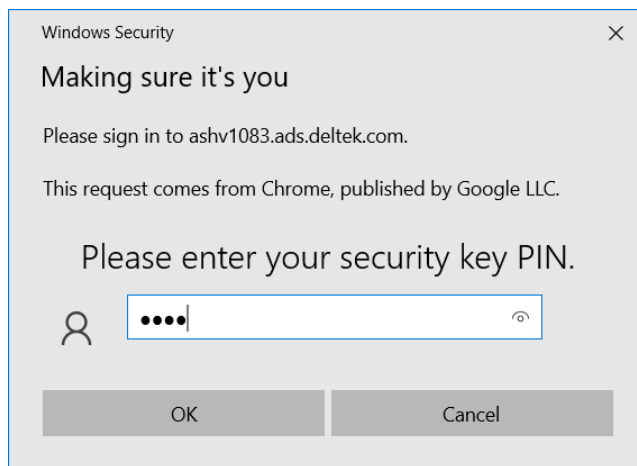 Windows Security
Making sure it's you
Please sign in to ashv1083.ads.deltek.com.
This request comes from Chrome, published by Google LLC.
Please enter your security key PIN.
••••
OK
Cancel